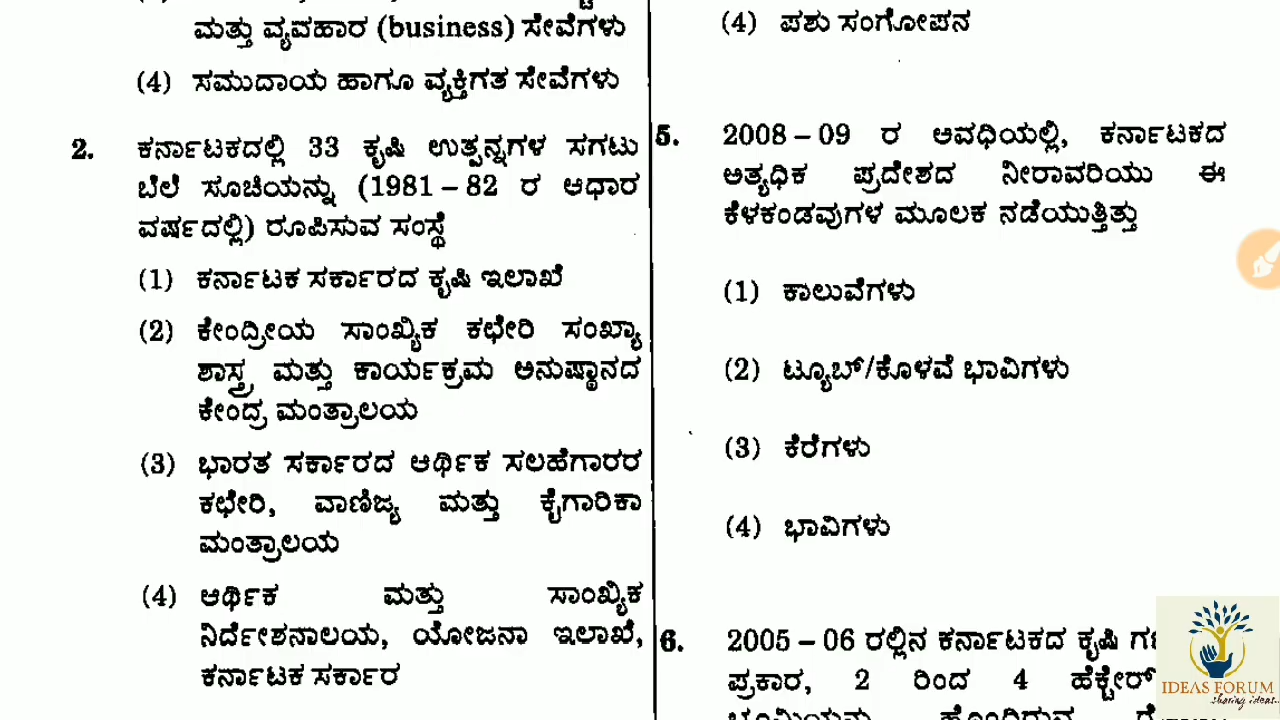 ಮತ್ತು ವ್ಯವಹಾರ (business) ಸೇವೆಗಳು
(4) ಸಮುದಾಯ ಹಾಗೂ ವ್ಯಕ್ತಿಗತ ಸೇವೆಗಳು
2. ಕರ್ನಾಟಕದಲ್ಲಿ 33 ಕೃಷಿ ಉತ್ಪನ್ನಗಳ ಸಗಟು
ಬೆಲೆ ಸೂಚಿಯನ್ನು (1981 – 82 ರ ಆಧಾರ
ವರ್ಷದಲ್ಲಿ) ರೂಪಿಸುವ ಸಂಸ್ಥೆ
(1) ಕರ್ನಾಟಕ ಸರ್ಕಾರದ ಕೃಷಿ ಇಲಾಖೆ
(2) ಕೇಂದ್ರೀಯ ಸಾಂಖ್ಯಿಕ ಕಛೇರಿ ಸಂಖ್ಯಾ
ಶಾಸ್ತ್ರ ಮತ್ತು ಕಾರ್ಯಕ್ರಮ ಅನುಷ್ಠಾನದ
ಕೇಂದ್ರ ಮಂತ್ರಾಲಯ
(3) ಭಾರತ ಸರ್ಕಾರದ ಆರ್ಥಿಕ ಸಲಹೆಗಾರರ
ಕಛೇರಿ, ವಾಣಿಜ್ಯ ಮತ್ತು ಕೈಗಾರಿಕಾ
ಮಂತ್ರಾಲಯ
(4) ಆರ್ಥಿಕ ಮತ್ತು ಸಾಂಖ್ಯಿಕ
ನಿರ್ದೇಶನಾಲಯ, ಯೋಜನಾ ಇಲಾಖೆ,
ಕರ್ನಾಟಕ ಸರ್ಕಾರ
(4) ಪಶು ಸಂಗೋಪನ
5. 2008 – 09 ರ ಅವಧಿಯಲ್ಲಿ, ಕರ್ನಾಟಕದ
ಅತ್ಯಧಿಕ ಪ್ರದೇಶದ ನೀರಾವರಿಯು ಈ
ಕೆಳಕಂಡವುಗಳ ಮೂಲಕ ನಡೆಯುತ್ತಿತ್ತು
(1) ಕಾಲುವೆಗಳು
(2) ಟ್ಯೂಬ್/ಕೊಳವೆ ಭಾವಿಗಳು
(3) ಕೆರೆಗಳು
(4) ಭಾವಿಗಳು
6. 2005 – 06 ರಲ್ಲಿನ ಕರ್ನಾಟಕದ ಕೃಷಿ
ಪ್ರಕಾರ, 2 ರಿಂದ 4 ಹೆಕ್ಟೇರ್
IDEAS FORUM
sharing ideas